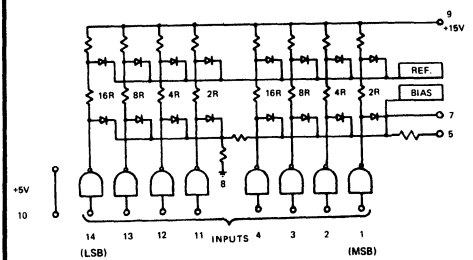 9
+15V
REF.
16R 8R 4R 2R 16R 8R 4R 2R
BIAS
7
5
8
+5V
10
14 13 12 11 INPUTS 4 3 2 1
(LSB) (MSB)